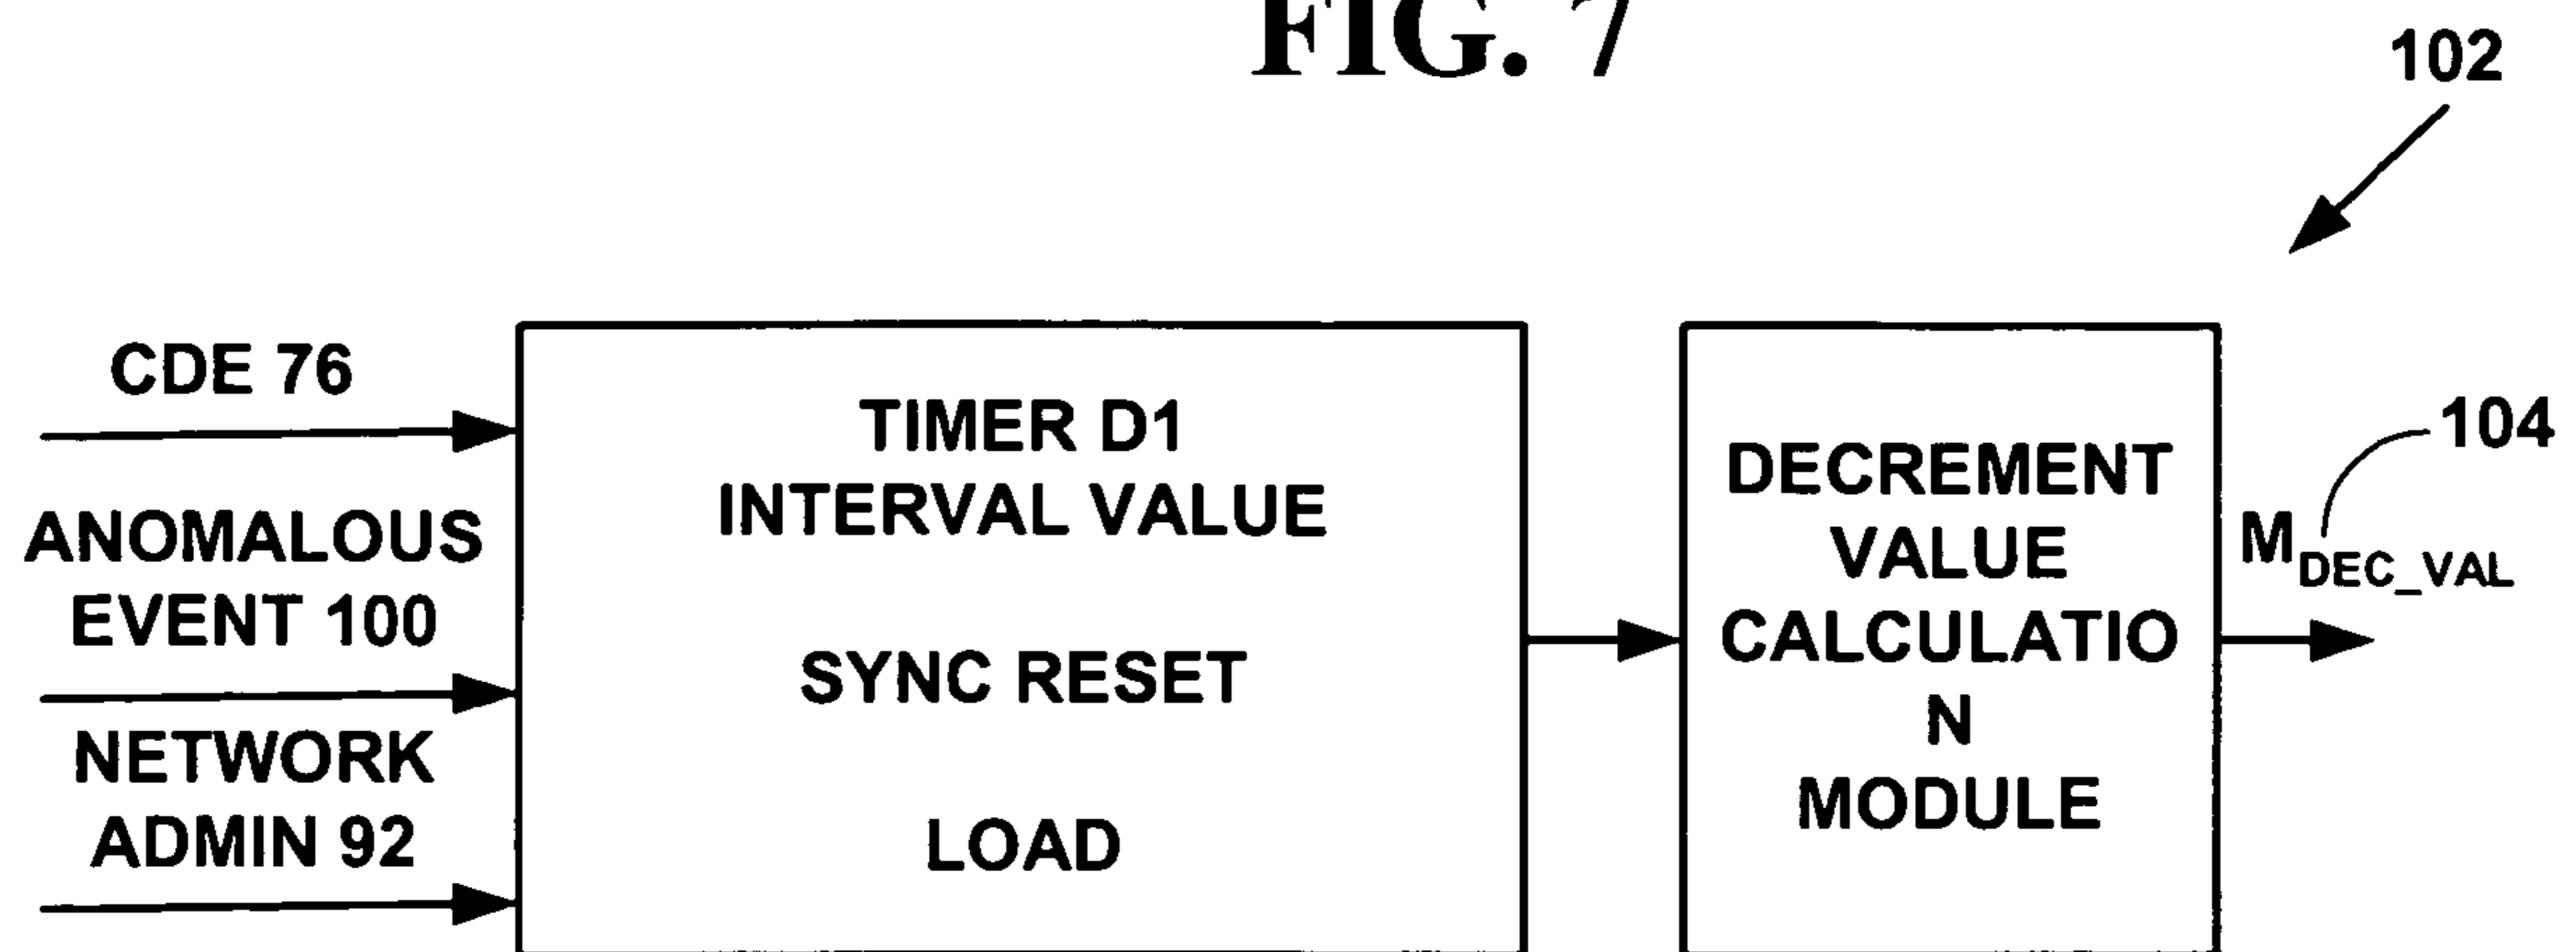 FIG. 7
102
CDE 76
ANOMALOUS
EVENT 100
NETWORK
ADMIN 92
TIMER D1
INTERVAL VALUE
SYNC RESET
LOAD
DECREMENT
VALUE
CALCULATIO
N
MODULE
104
MDEC_VAL